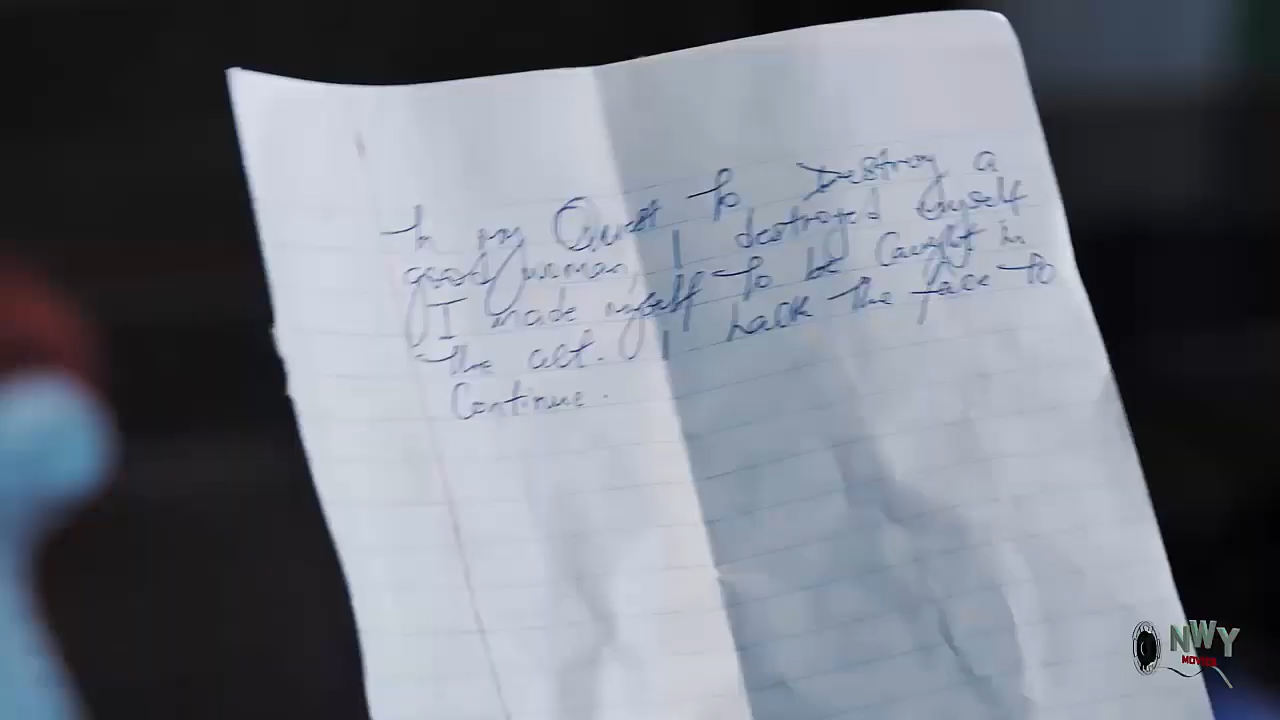 In my Quest to Destroy a
good woman, I destroyed myself
I made myself to be Caught in
the act. I lack the face to
Continue.
NWY
MOVIES